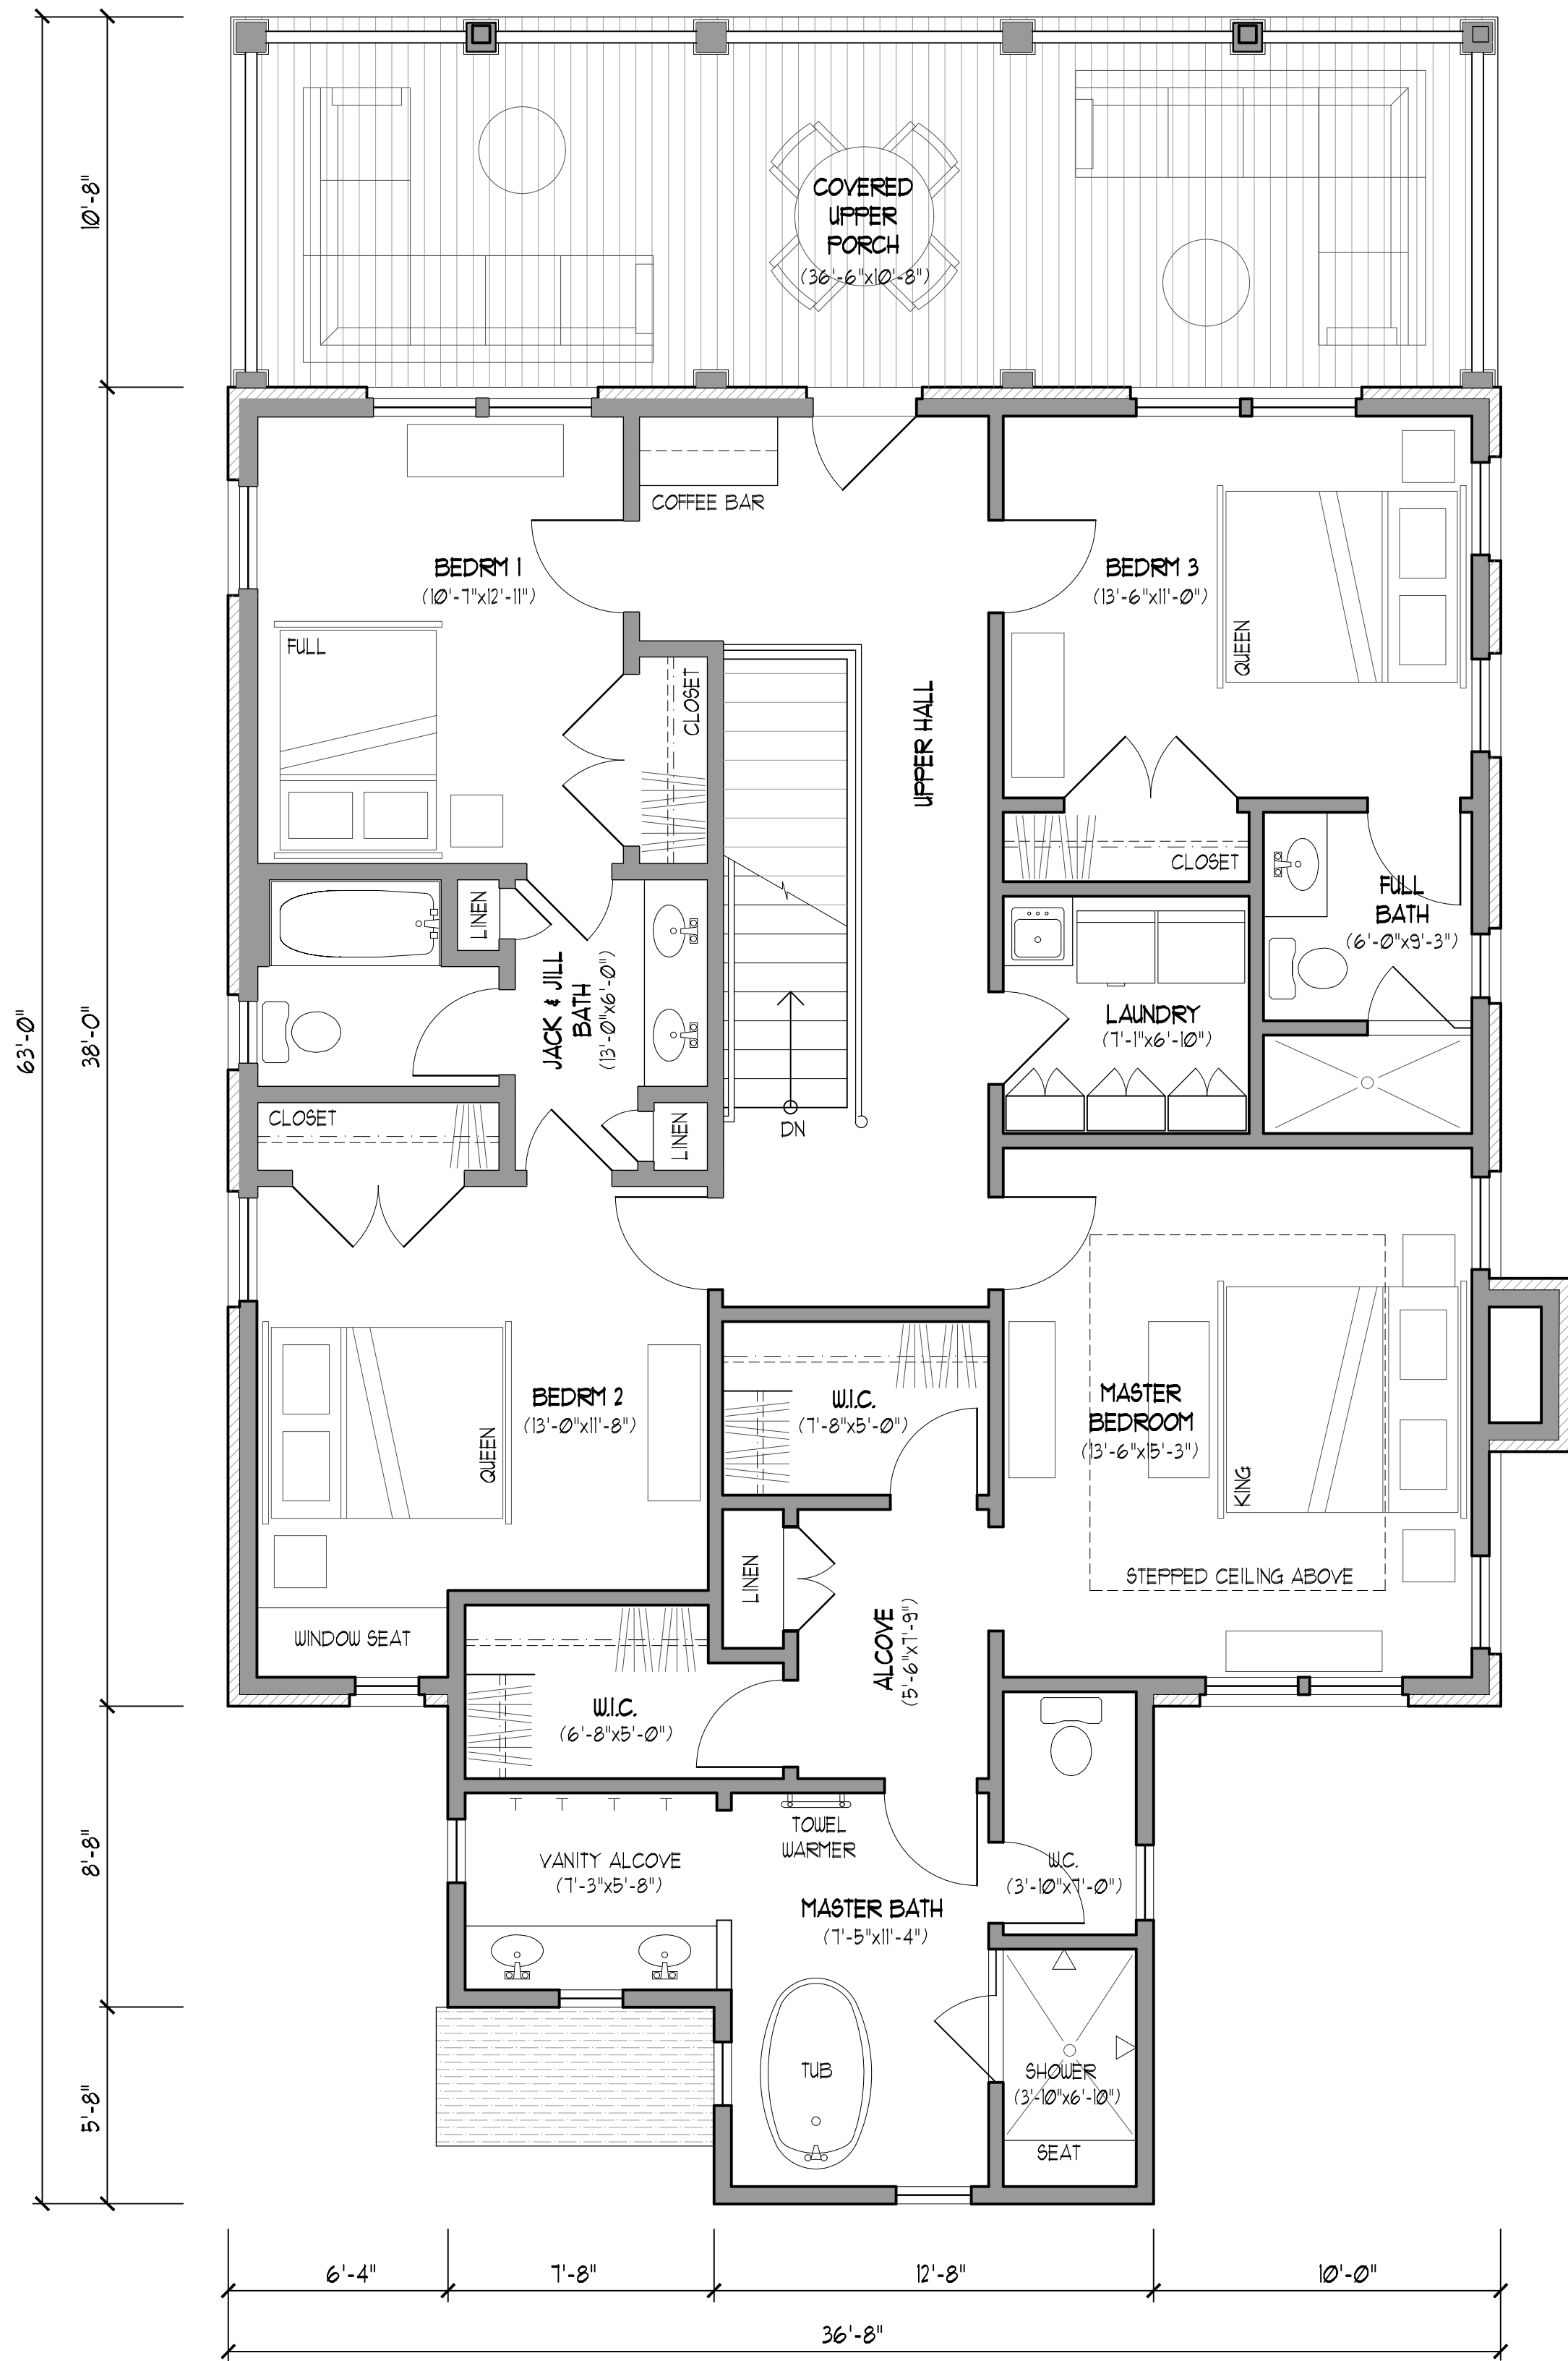 10'-8"
COVERED
UPPER
PORCH
(36'-6"x10'-8")
COFFEE BAR
BEDRM 1
(10'-7"x12'-11")
FULL
CLOSET
BEDRM 3
(13'-6"x11'-0")
QUEEN
UPPER HALL
CLOSET
FULL
BATH
(6'-0"x9'-3")
LINEN
JACK & JILL
BATH
(13'-0"x6'-0")
LAUNDRY
(7'-1"x6'-10")
63'-0"
38'-0"
CLOSET
LINEN
DN
BEDRM 2
(13'-0"x11'-8")
QUEEN
W.I.C.
(7'-8"x5'-0")
MASTER
BEDROOM
(13'-6"x15'-3")
KING
STEPPED CEILING ABOVE
LINEN
WINDOW SEAT
ALCOVE
(5'-6"x7'-9")
W.I.C.
(6'-8"x5'-0")
8'-8"
TOWEL
WARMER
VANITY ALCOVE
(7'-3"x5'-8")
W.C.
(3'-10"x7'-0")
MASTER BATH
(7'-5"x11'-4")
5'-8"
TUB
SHOWER
(3'-10"x6'-10")
SEAT
6'-4"
7'-8"
12'-8"
10'-0"
36'-8"